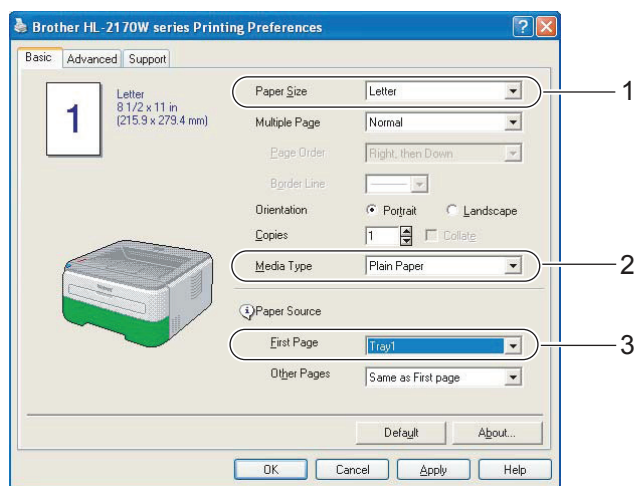 Brother HL-2170W series Printing Preferences
Basic Advanced Support
1
Letter
8 1/2 x 11 in
(215.9 x 279.4 mm)
Paper Size Letter 1
Multiple Page Normal
Page Order Right, then Down
Border Line
Orientation Portrait Landscape
Copies 1 Collate
Media Type Plain Paper 2
Paper Source
First Page Tray1 3
Other Pages Same as First page
Default About...
OK Cancel Apply Help